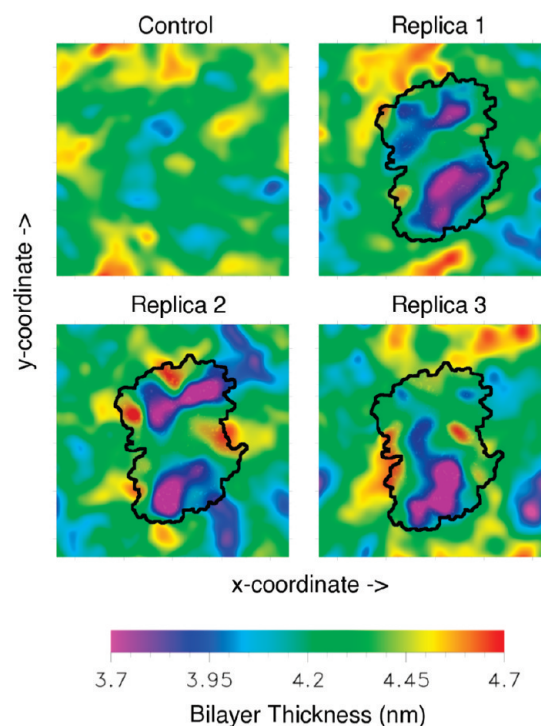 Control
Replica 1
Replica 2
Replica 3
y-coordinate ->
x-coordinate ->
3.7 3.95 4.2 4.45 4.7
Bilayer Thickness (nm)